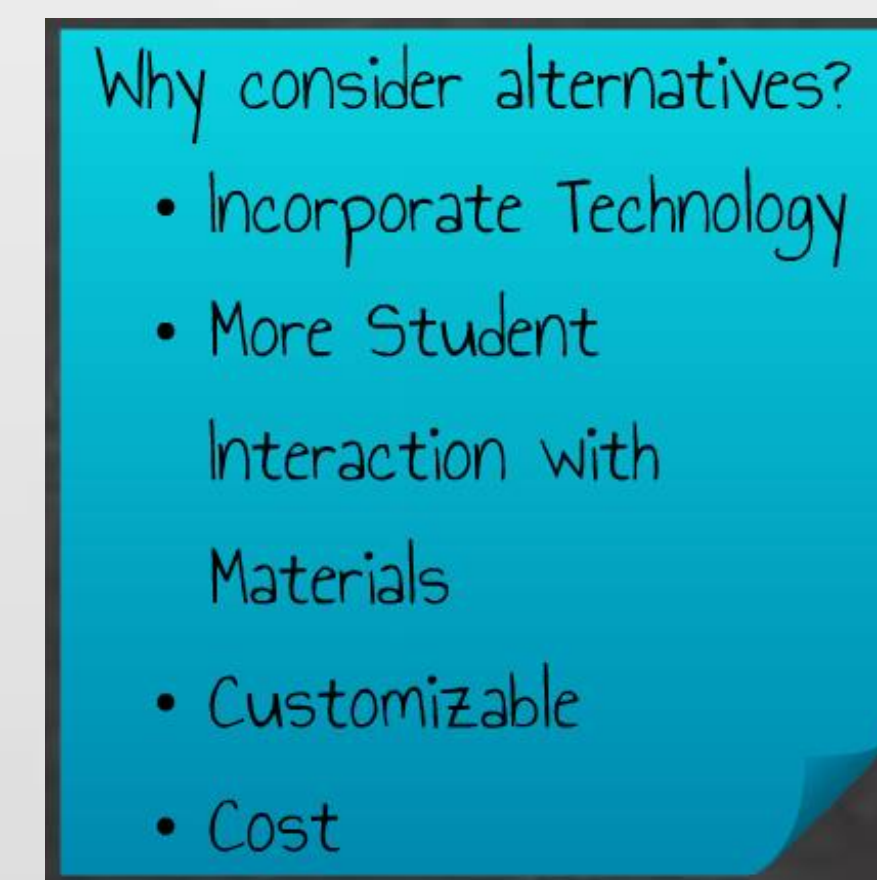 Why consider alternatives?
• Incorporate Technology
• More Student
Interaction with
Materials
• Customizable
• Cost